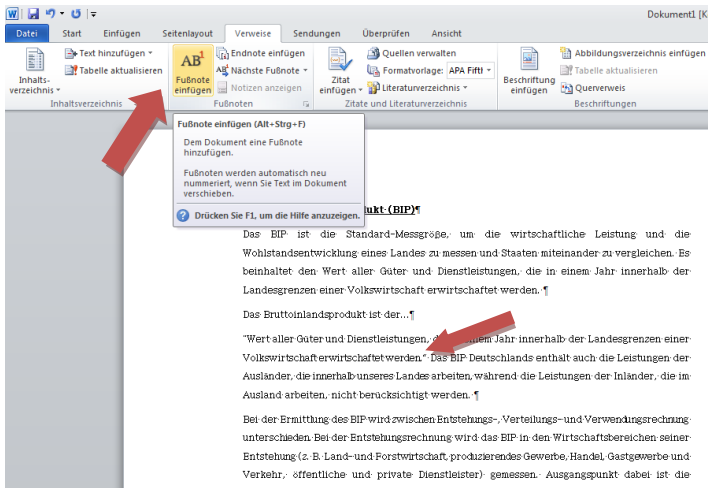 Dokument1 [K
Datei Start Einfügen Seitenlayout Verweise Sendungen Überprüfen Ansicht
Text hinzufügen
Tabelle aktualisieren
Inhalts-
verzeichnis
Inhaltsverzeichnis
AB1
Fußnote
einfügen
Endnote einfügen
Nächste Fußnote
Notizen anzeigen
Fußnoten
Zitat
einfügen
Quellen verwalten
Formatvorlage: APA Fiftl
Literaturverzeichnis
Zitate und Literaturverzeichnis
Beschriftung
einfügen
Abbildungsverzeichnis einfügen
Tabelle aktualisieren
Querverweis
Beschriftungen
Fußnote einfügen (Alt+Strg+F)
Dem Dokument eine Fußnote
hinzufügen.
Fußnoten werden automatisch neu
nummeriert, wenn Sie Text im Dokument
verschieben.
Drücken Sie F1, um die Hilfe anzuzeigen.
ukt (BIP)¶
Das BIP ist die Standard-Messgröße, um die wirtschaftliche Leistung und die
Wohlstandsentwicklung eines Landes zu messen und Staaten miteinander zu vergleichen. Es
beinhaltet den Wert aller Güter und Dienstleistungen, die in einem Jahr innerhalb der
Landesgrenzen einer Volkswirtschaft erwirtschaftet werden. ¶
Das Bruttoinlandsprodukt ist der...¶
"Wert aller Güter und Dienstleistungen, Jahr innerhalb der Landesgrenzen einer
Volkswirtschaft erwirtschaftet werden." Das BIP Deutschlands enthält auch die Leistungen der
Ausländer, die innerhalb unseres Landes arbeiten, während die Leistungen der Inländer, die im
Ausland arbeiten, nicht berücksichtigt werden. ¶
Bei der Ermittlung des BIP wird zwischen Entstehungs-, Verteilungs- und Verwendungsrechnung
unterschieden. Bei der Entstehungsrechnung wird das BIP in den Wirtschaftsbereichen seiner
Entstehung (z. B. Land- und Forstwirtschaft, produzierendes Gewerbe, Handel, Gastgewerbe und
Verkehr, öffentliche und private Dienstleister) gemessen. Ausgangspunkt dabei ist die